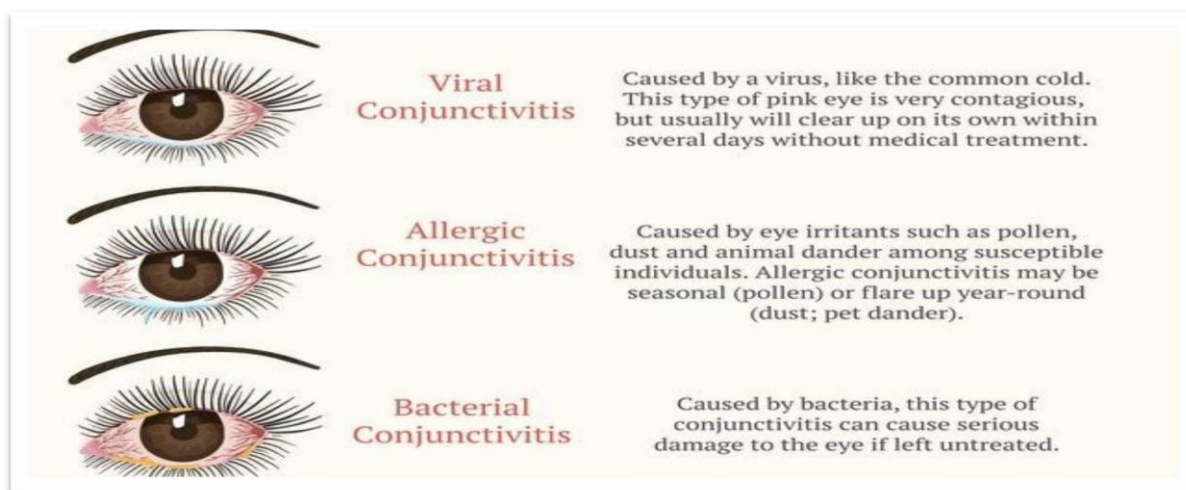 Viral
Conjunctivitis
Caused by a virus, like the common cold.
This type of pink eye is very contagious,
but usually will clear up on its own within
several days without medical treatment.
Allergic
Conjunctivitis
Caused by eye irritants such as pollen,
dust and animal dander among susceptible
individuals. Allergic conjunctivitis may be
seasonal (pollen) or flare up year-round
(dust; pet dander).
Bacterial
Conjunctivitis
Caused by bacteria, this type of
conjunctivitis can cause serious
damage to the eye if left untreated.